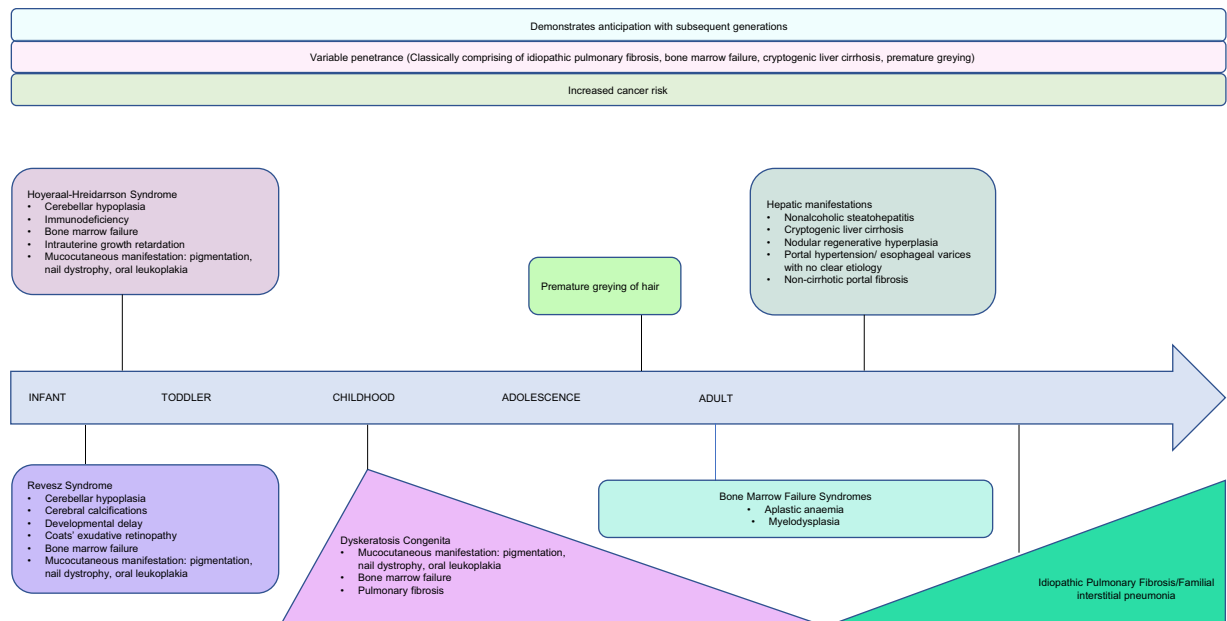 Demonstrates anticipation with subsequent generations
Variable penetrance (Classically comprising of idiopathic pulmonary fibrosis, bone marrow failure, cryptogenic liver cirrhosis, premature greying)
Increased cancer risk
Hoyeraal-Hreidarrson Syndrome
• Cerebellar hypoplasia
• Immunodeficiency
• Bone marrow failure
• Intrauterine growth retardation
• Mucocutaneous manifestation: pigmentation,
nail dystrophy, oral leukoplakia
Premature greying of hair
Hepatic manifestations
• Nonalcoholic steatohepatitis
• Cryptogenic liver cirrhosis
• Nodular regenerative hyperplasia
• Portal hypertension/ esophageal varices
with no clear etiology
• Non-cirrhotic portal fibrosis
INFANT TODDLER CHILDHOOD ADOLESCENCE ADULT
Revesz Syndrome
• Cerebellar hypoplasia
• Cerebral calcifications
• Developmental delay
• Coats' exudative retinopathy
• Bone marrow failure
• Mucocutaneous manifestation: pigmentation,
nail dystrophy, oral leukoplakia
Dyskeratosis Congenita
• Mucocutaneous manifestation: pigmentation,
nail dystrophy, oral leukoplakia
• Bone marrow failure
• Pulmonary fibrosis
Bone Marrow Failure Syndromes
• Aplastic anaemia
• Myelodysplasia
Idiopathic Pulmonary Fibrosis/Familial
interstitial pneumonia